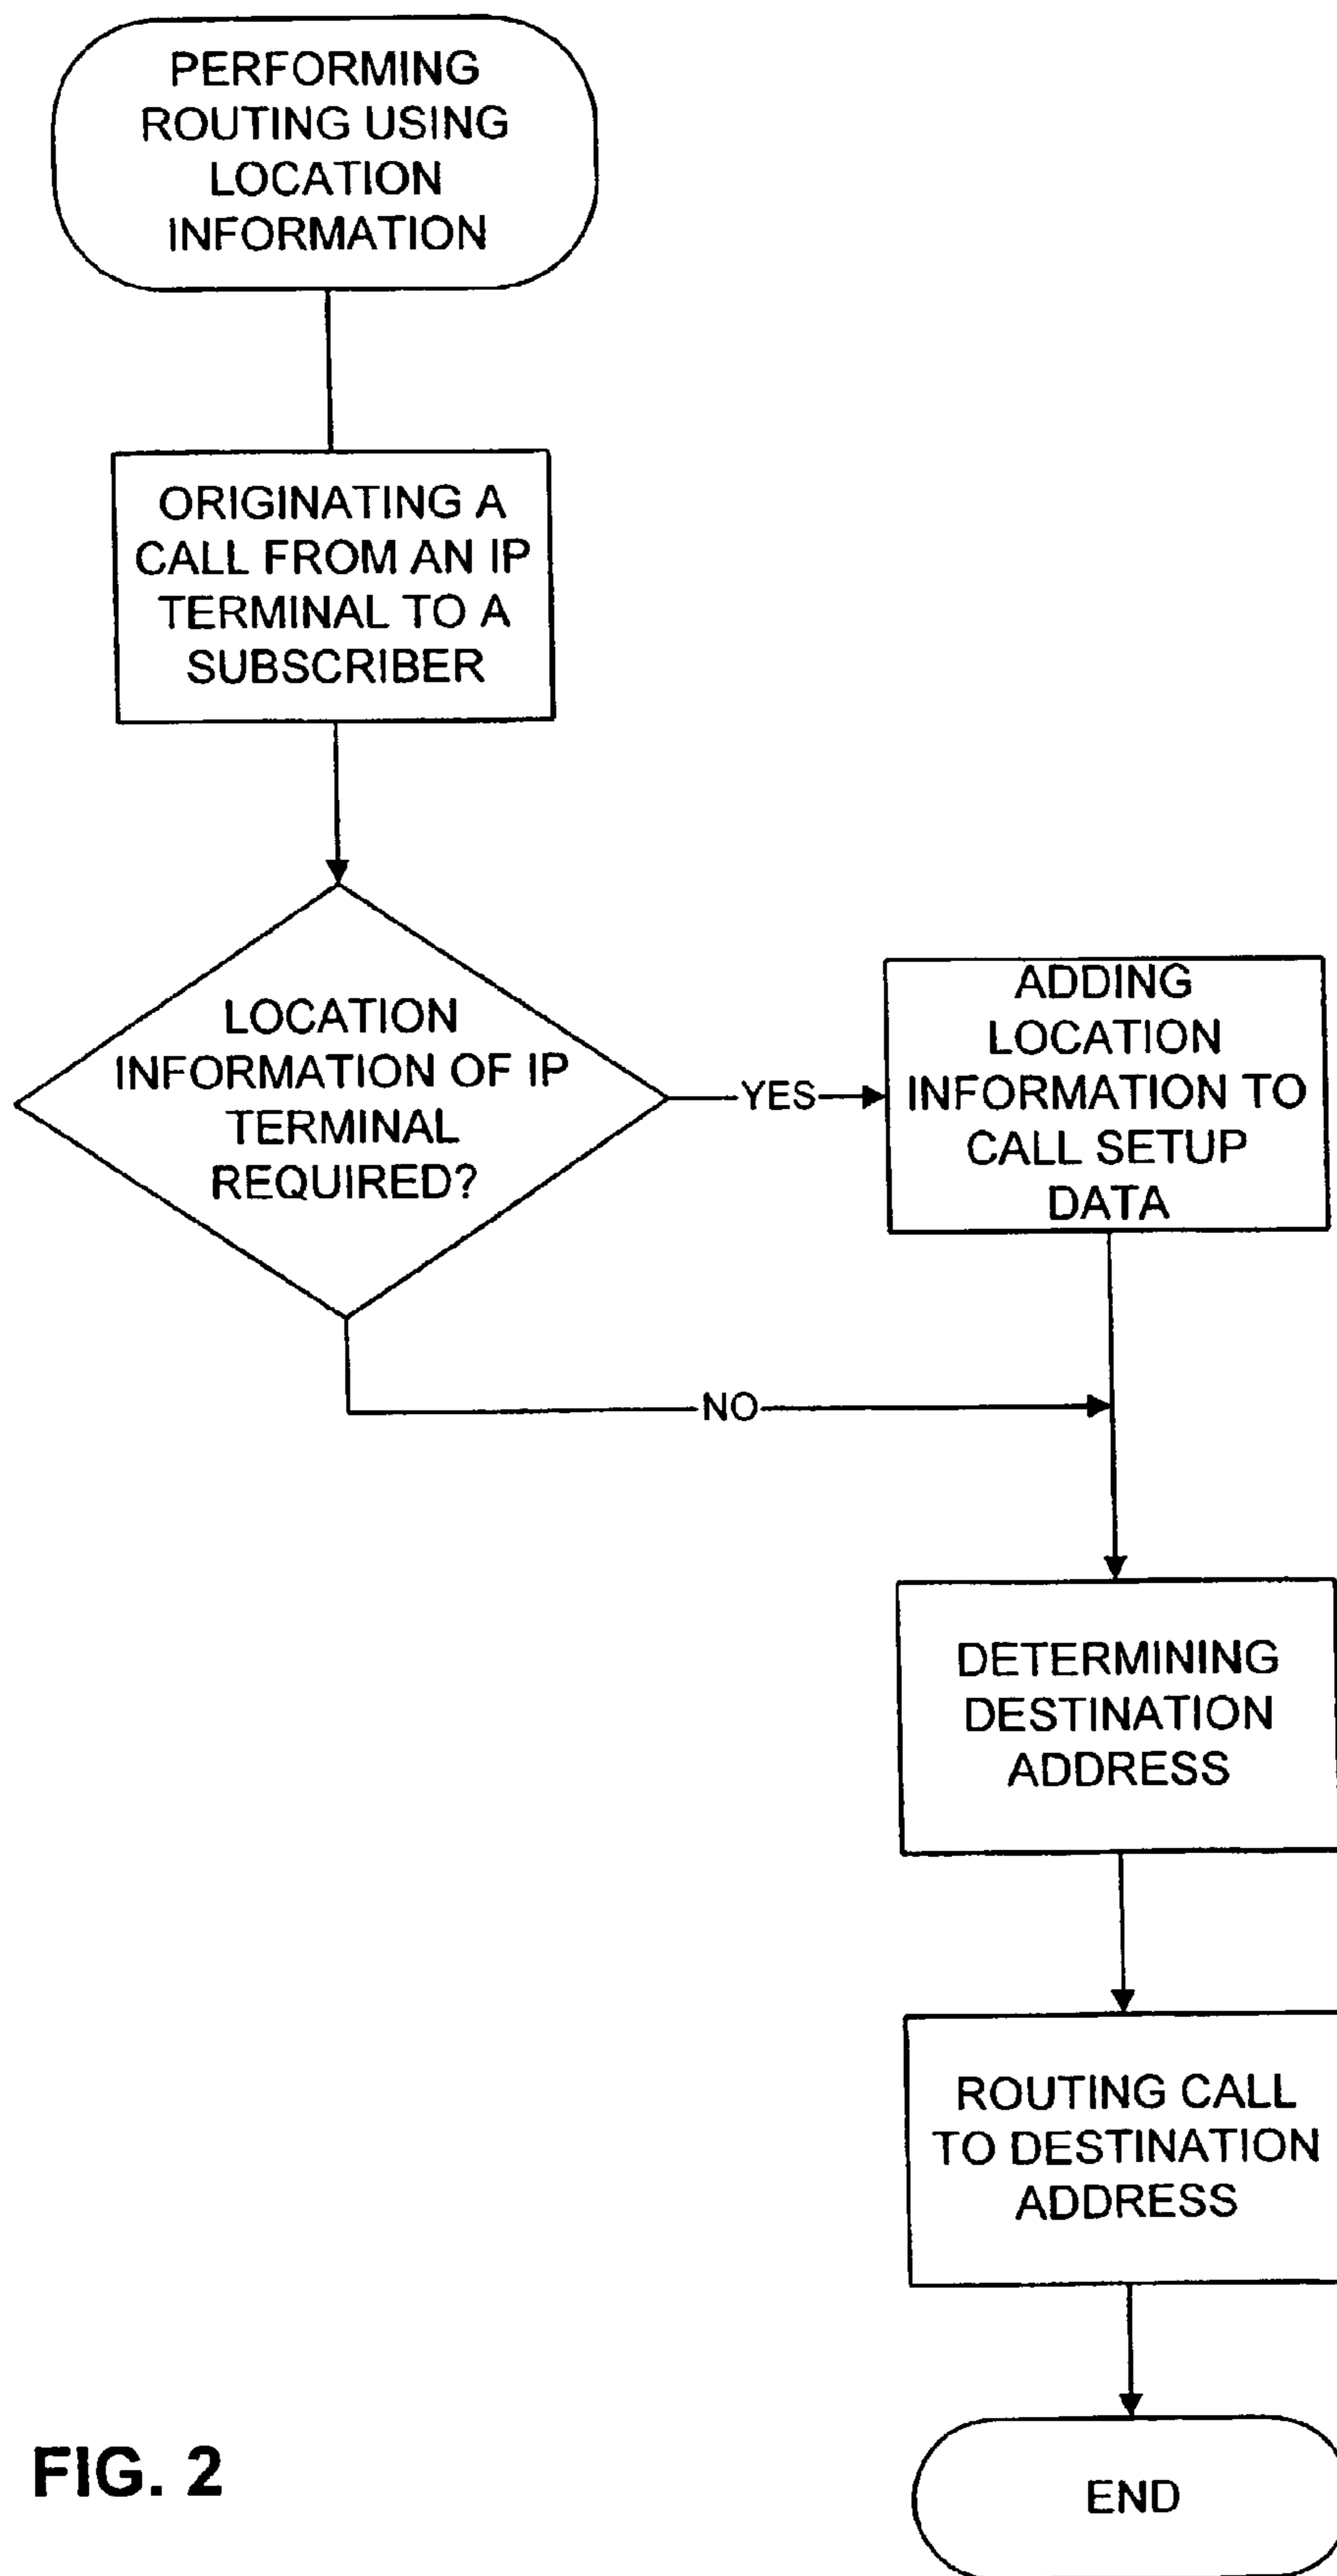 PERFORMING
ROUTING USING
LOCATION
INFORMATION
ORIGINATING A
CALL FROM AN IP
TERMINAL TO A
SUBSCRIBER
LOCATION
INFORMATION OF IP
TERMINAL
REQUIRED?
YES
ADDING
LOCATION
INFORMATION TO
CALL SETUP
DATA
NO
DETERMINING
DESTINATION
ADDRESS
ROUTING CALL
TO DESTINATION
ADDRESS
END
FIG. 2